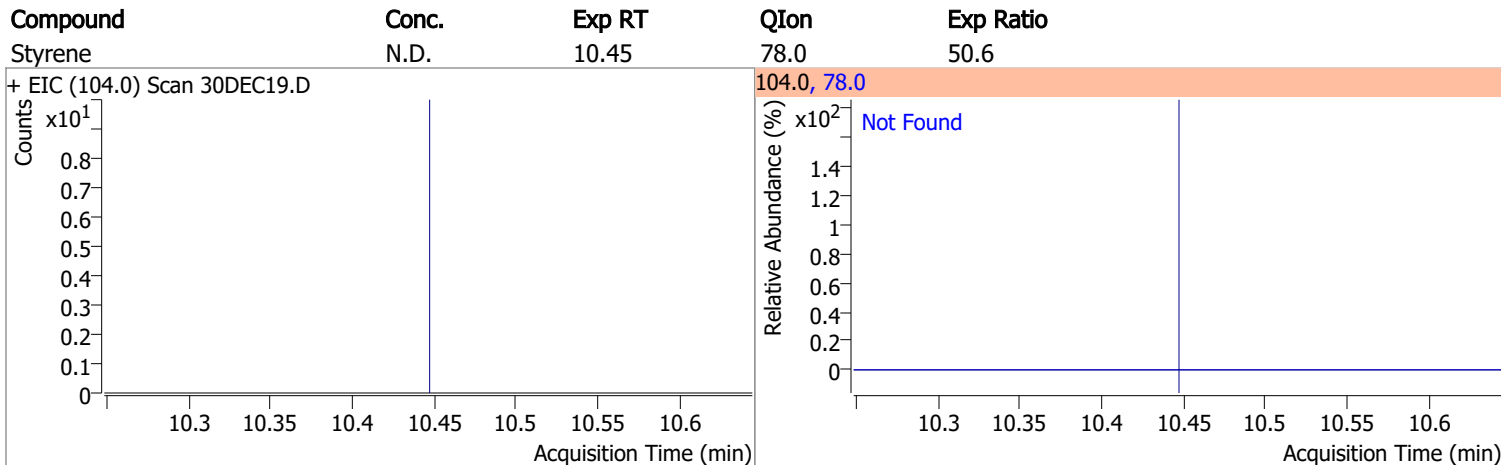 Compound Conc. Exp RT QIon Exp Ratio
Styrene N.D. 10.45 78.0 50.6
+ EIC (104.0) Scan 30DEC19.D
Counts
x10¹
0.8
0.7
0.6
0.5
0.4
0.3
0.2
0.1
0
10.3 10.35 10.4 10.45 10.5 10.55 10.6
Acquisition Time (min)
104.0, 78.0
Relative Abundance (%)
x10²
Not Found
1.4
1.2
1
0.8
0.6
0.4
0.2
0
10.3 10.35 10.4 10.45 10.5 10.55 10.6
Acquisition Time (min)